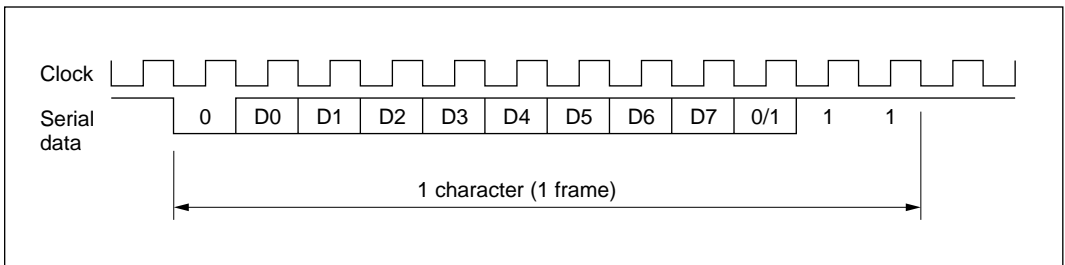 Clock
Serial
data
0 D0 D1 D2 D3 D4 D5 D6 D7 0/1 1 1
1 character (1 frame)